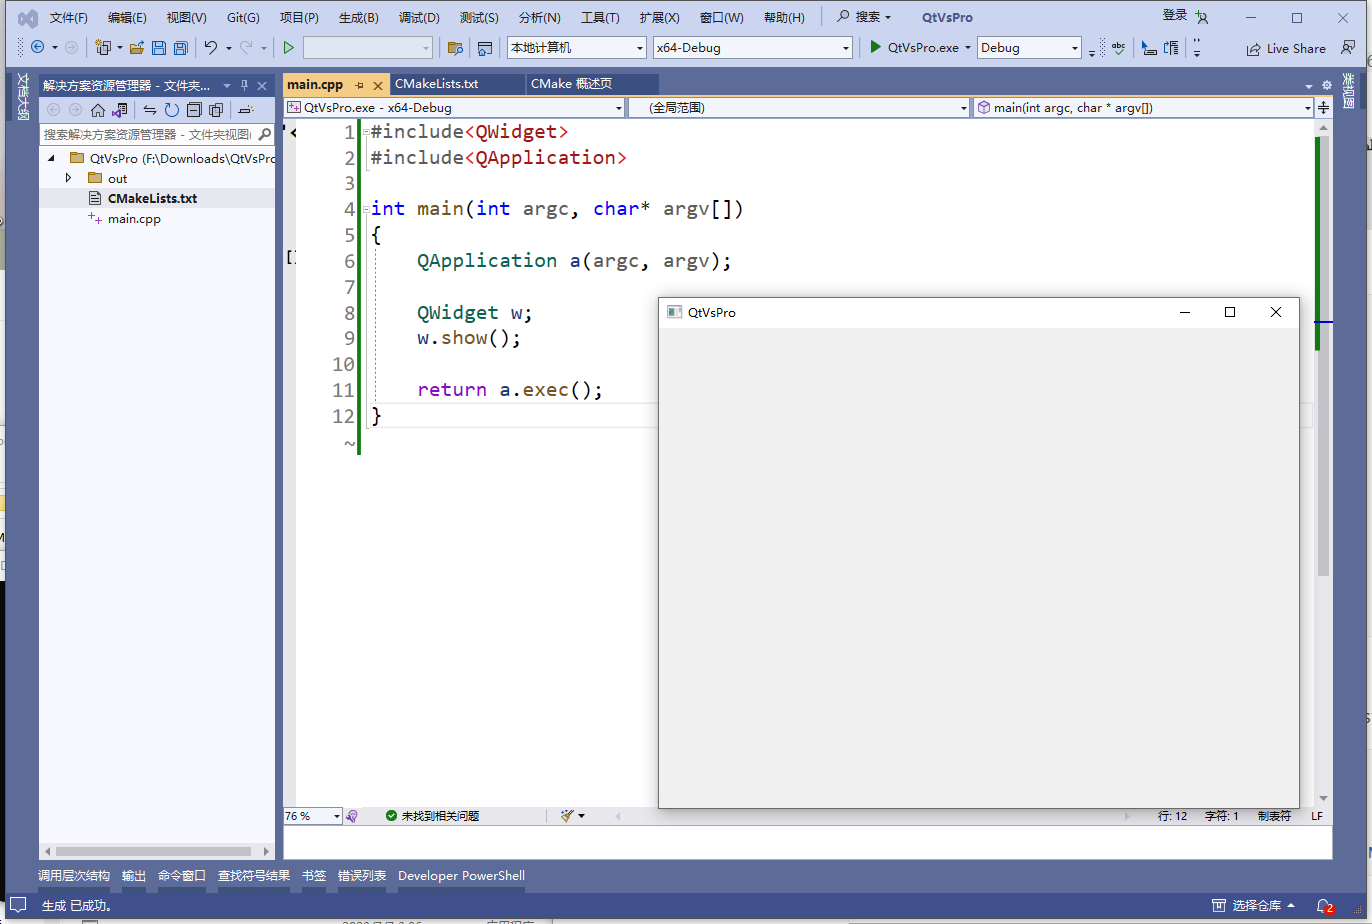 文件(F) 编辑(E) 视图(V) Git(G) 项目(P) 生成(B) 调试(D) 测试(S) 分析(N) 工具(T) 扩展(X) 窗口(W) 帮助(H) 搜索 QtVsPro 登录
本地计算机 x64-Debug QtVsPro.exe Debug Live Share
文档大纲
解决方案资源管理器 - 文件夹...
搜索解决方案资源管理器 - 文件夹视图(
QtVsPro (F:\Downloads\QtVsPro
out
CMakeLists.txt
main.cpp
main.cpp CMakeLists.txt CMake 概述页
QtVsPro.exe - x64-Debug (全局范围) main(int argc, char * argv[])
类视图
1 #include<QWidget>
2 #include<QApplication>
3
4 int main(int argc, char* argv[])
5 {
6 QApplication a(argc, argv);
7
8 QWidget w;
9 w.show();
10
11 return a.exec();
12 }
~
QtVsPro
76 % 未找到相关问题 行: 12 字符: 1 制表符 LF
调用层次结构 输出 命令窗口 查找符号结果 书签 错误列表 Developer PowerShell
生成 已成功。 选择仓库 2